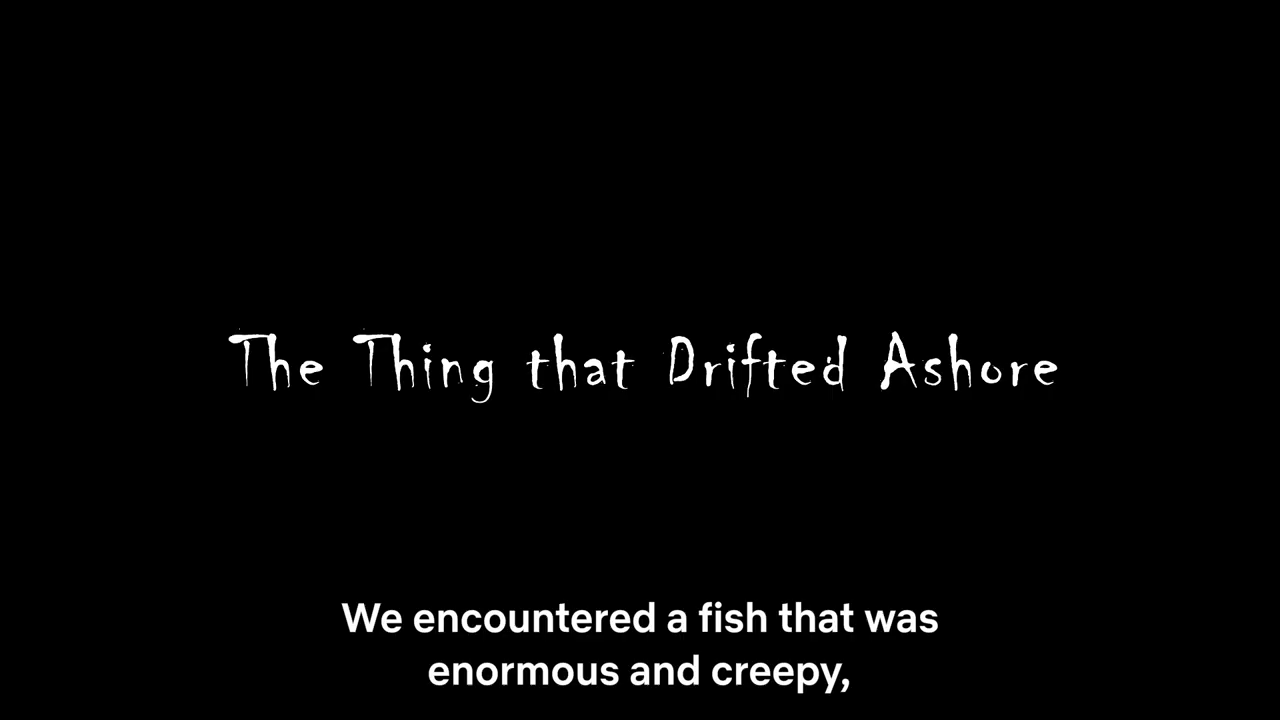 The Thing that Drifted Ashore
We encountered a fish that was
enormous and creepy,